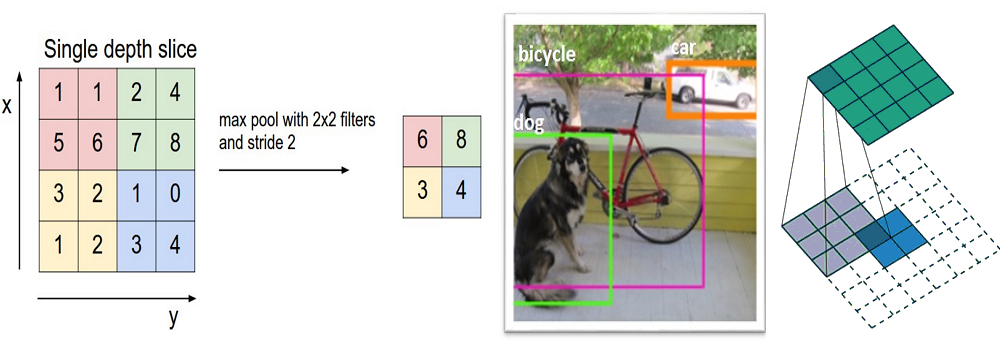 Single depth slice
x
1 1 2 4
5 6 7 8
3 2 1 0
1 2 3 4
y
max pool with 2x2 filters
and stride 2
6 8
3 4
bicycle
car
dog